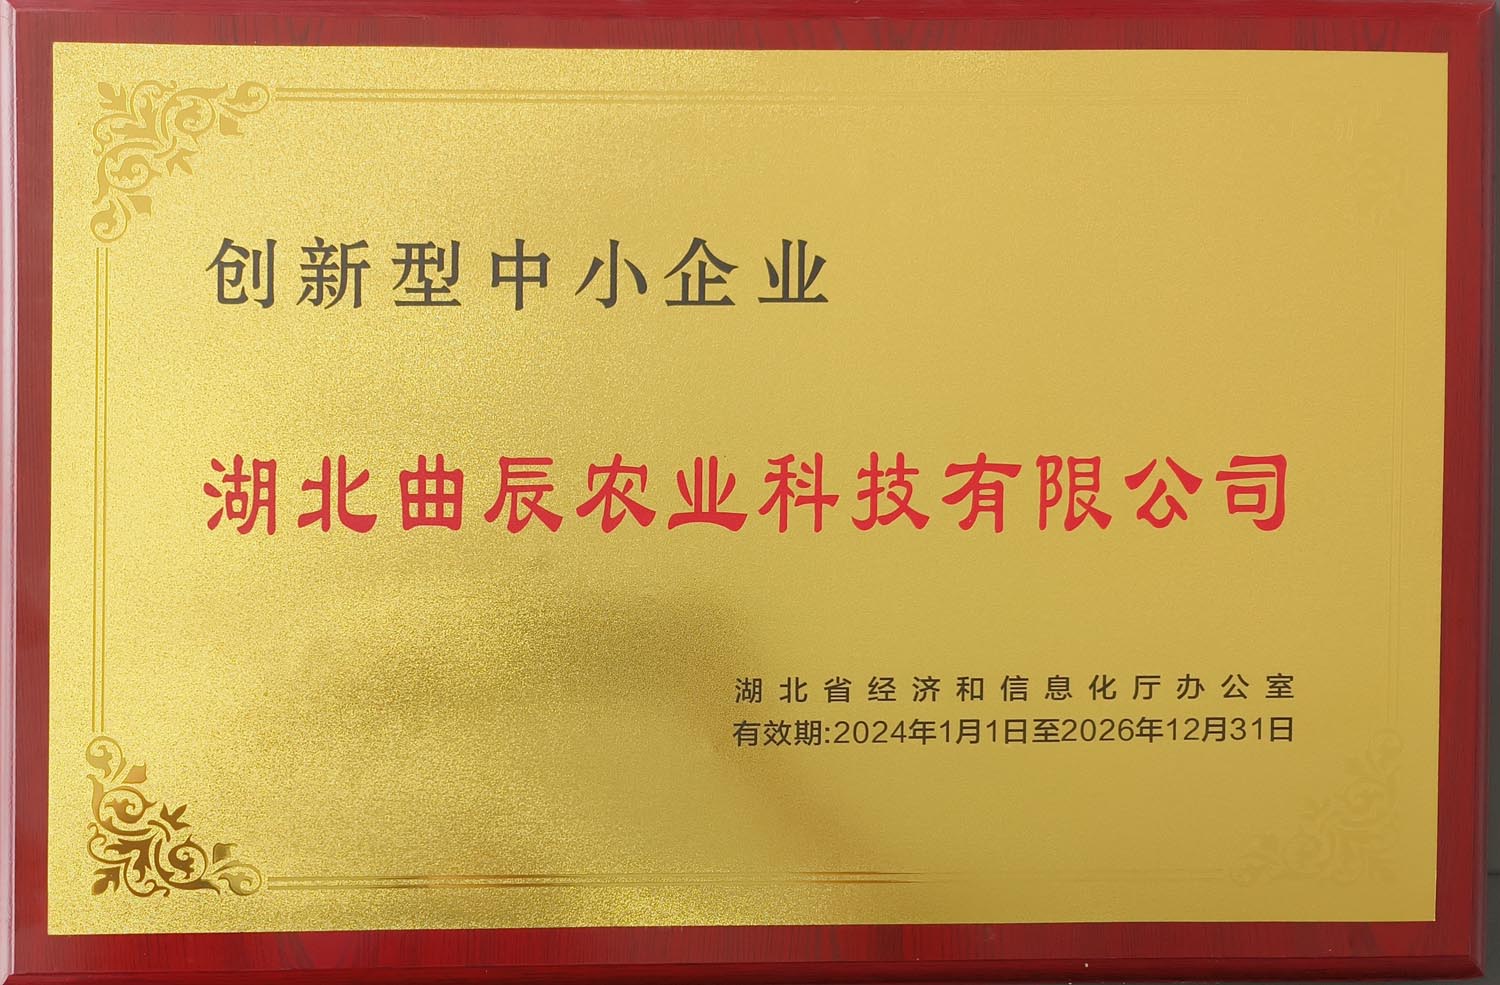 创新型中小企业
湖北曲辰农业科技有限公司
湖北省经济和信息化厅办公室
有效期:2024年1月1日至2026年12月31日